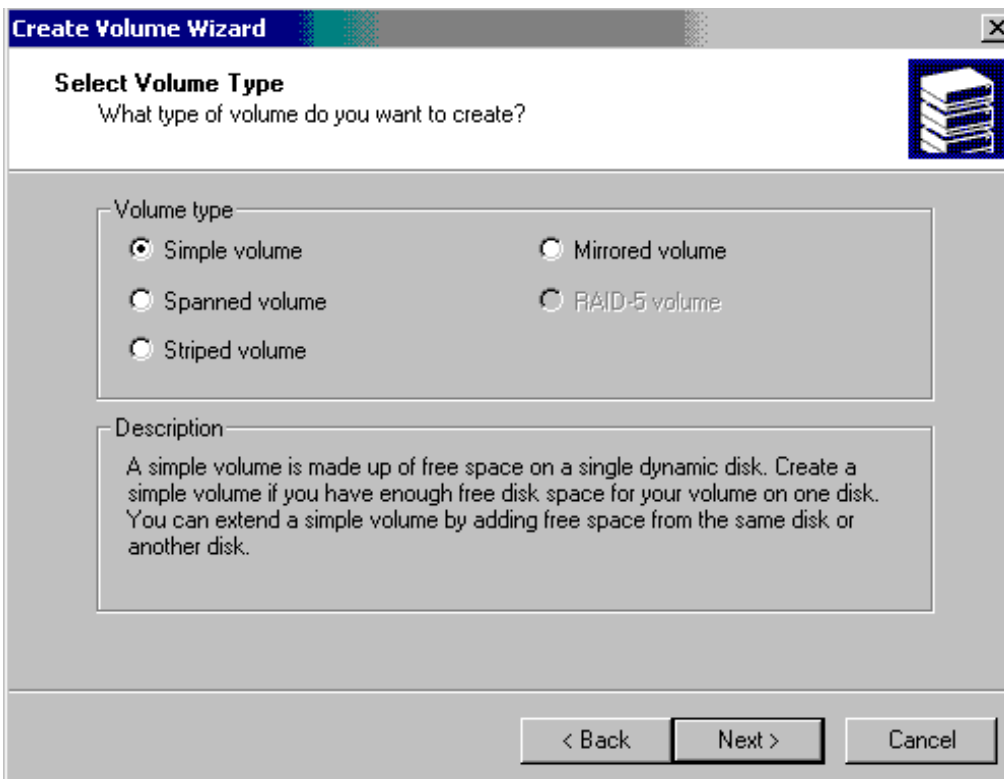 Create Volume Wizard
Select Volume Type
What type of volume do you want to create?
Volume type
Simple volume
Mirrored volume
Spanned volume
RAID-5 volume
Striped volume
Description
A simple volume is made up of free space on a single dynamic disk. Create a
simple volume if you have enough free disk space for your volume on one disk.
You can extend a simple volume by adding free space from the same disk or
another disk.
< Back
Next >
Cancel